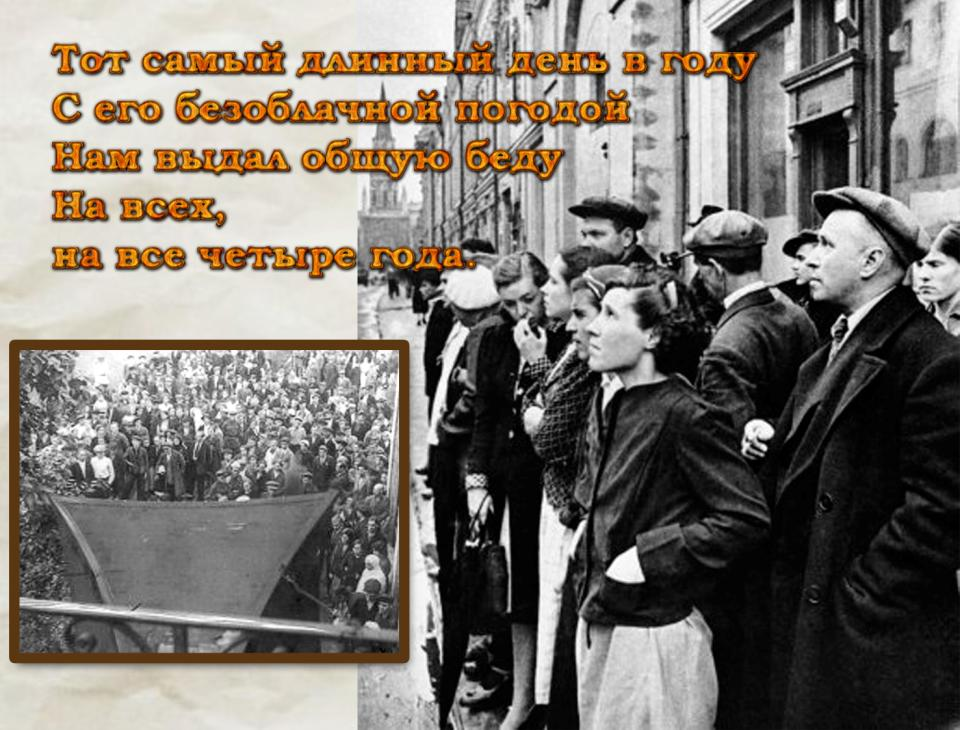 Тот самый длинный день в году
С его безоблачной погодой
Нам выдал общую беду
На всех,
на все четыре года.